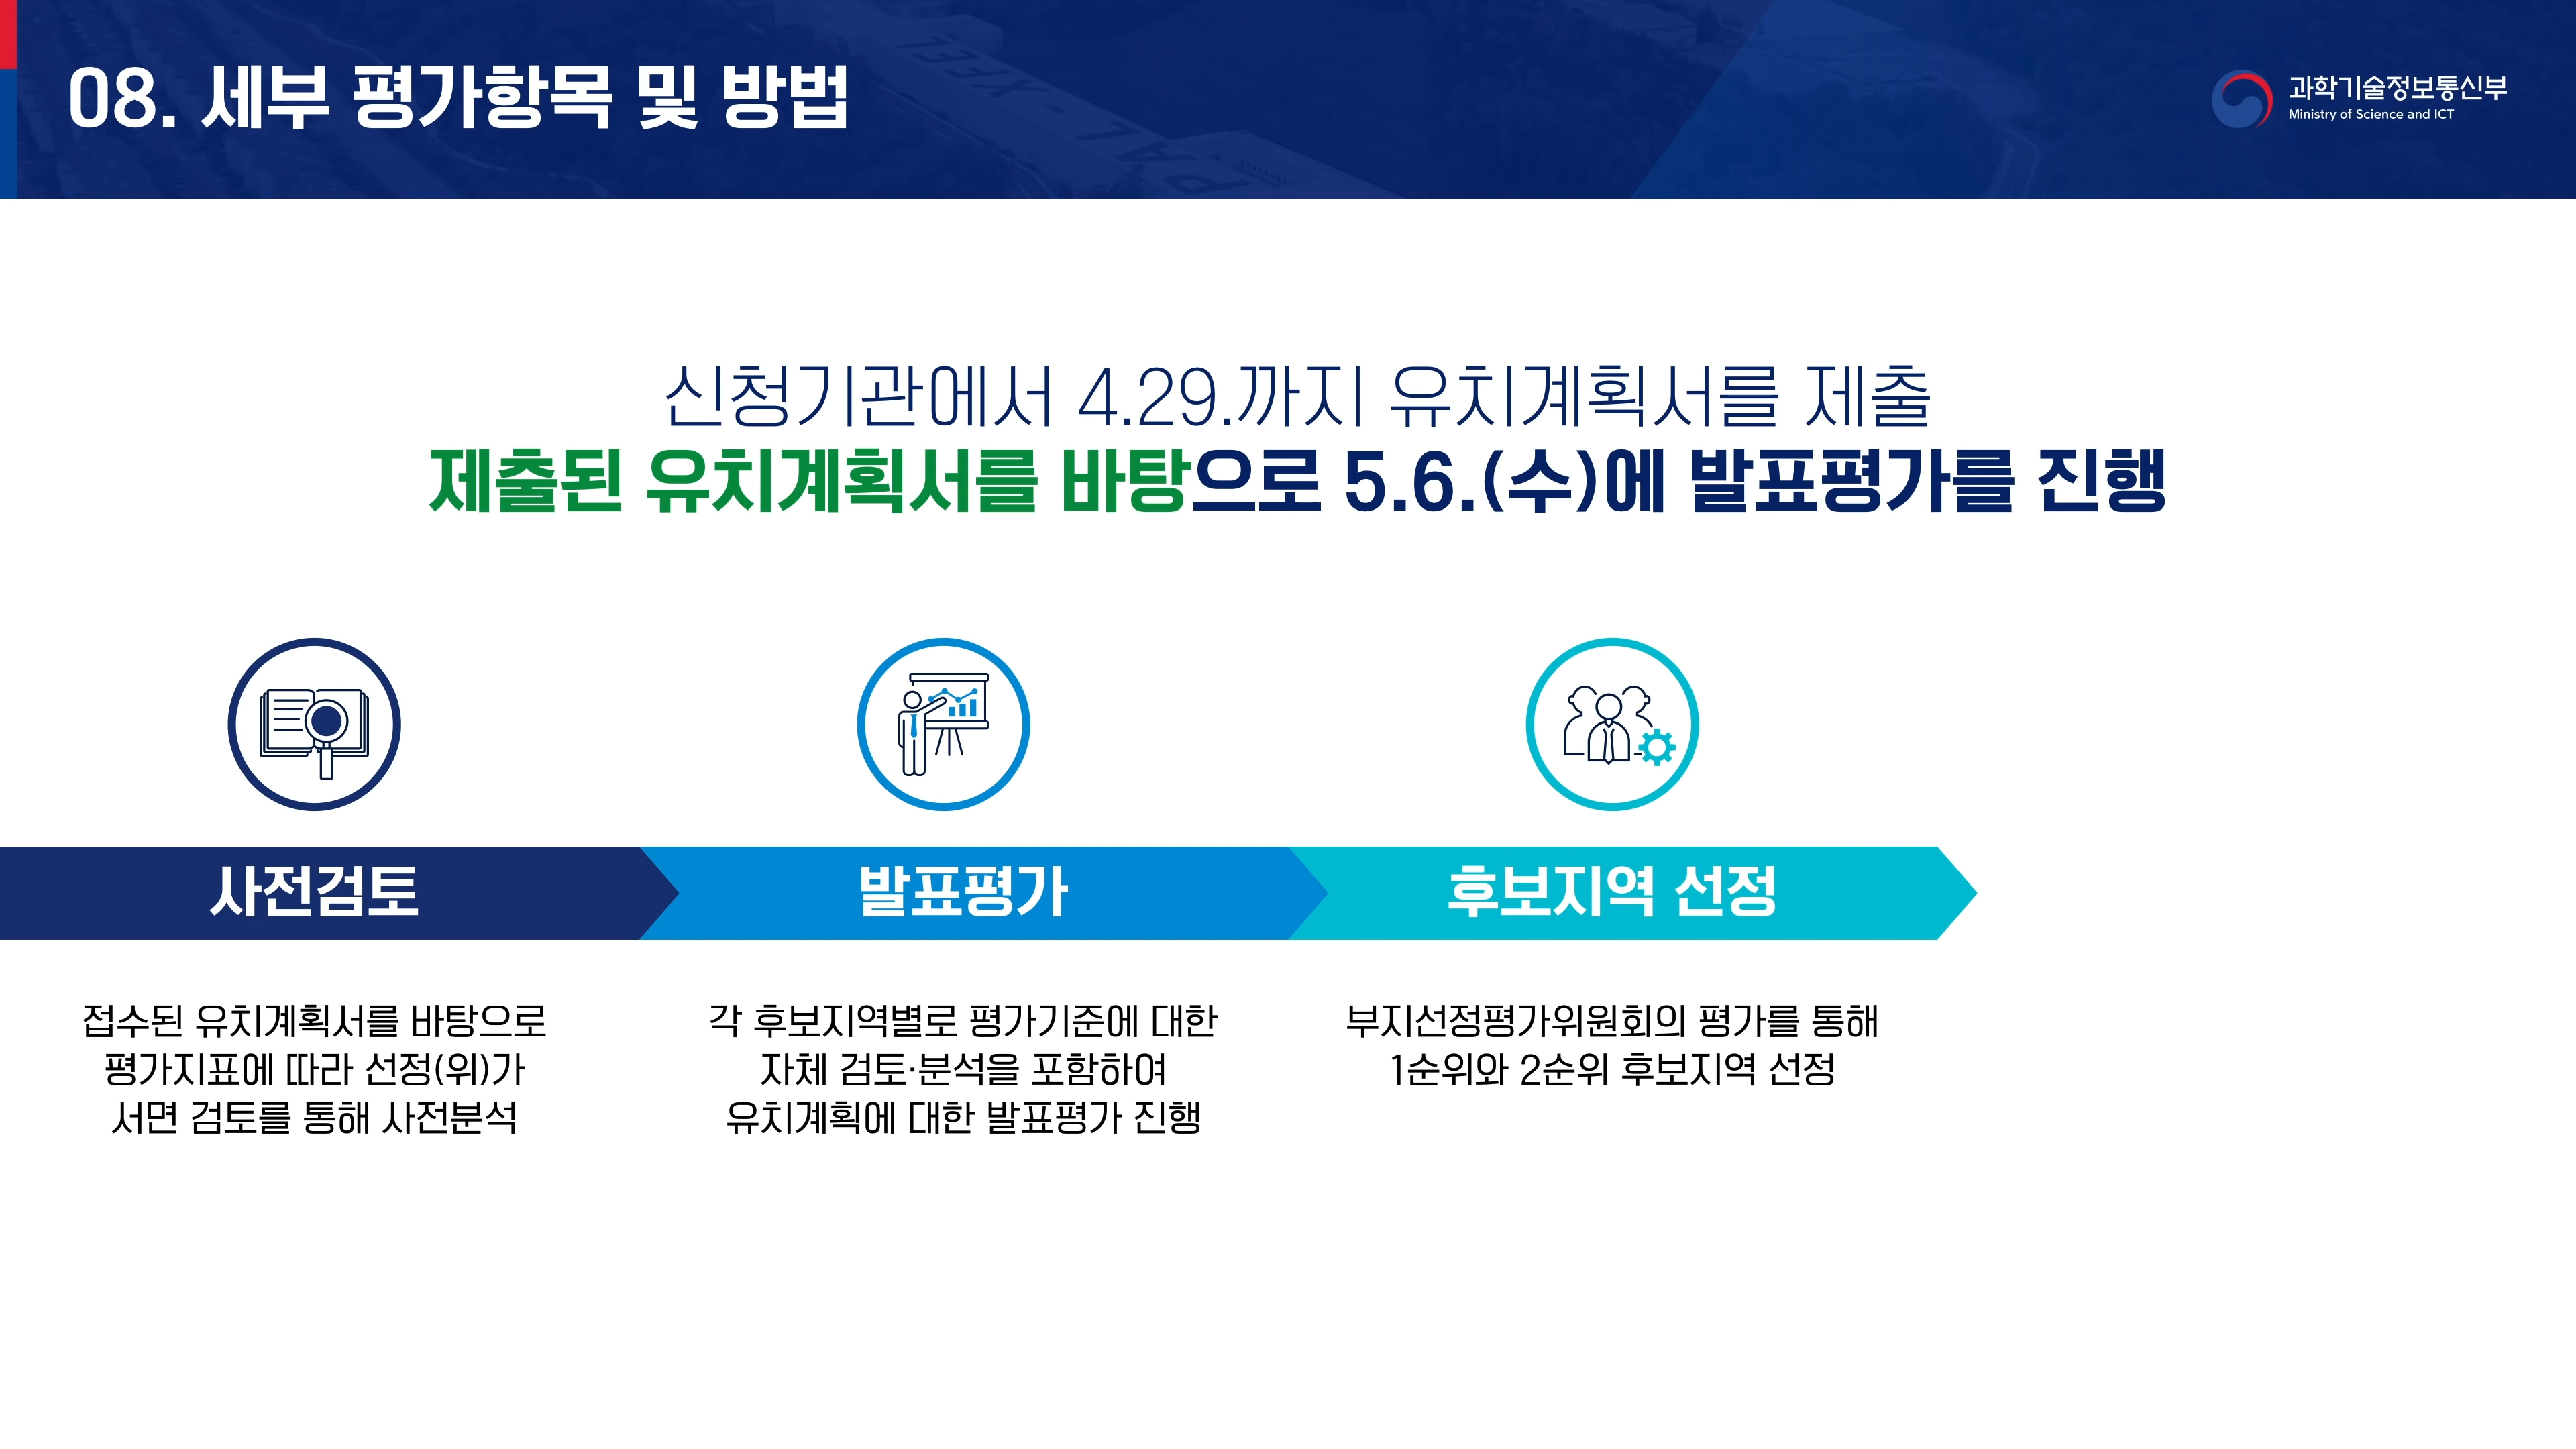 08. 세부 평가항목 및 방법
과학기술정보통신부
Ministry of Science and ICT
PAL-XFEL
신청기관에서 4.29.까지 유치계획서를 제출
제출된 유치계획서를 바탕으로 5.6.(수)에 발표평가를 진행
사전검토
발표평가
후보지역 선정
접수된 유치계획서를 바탕으로
평가지표에 따라 선정(위)가
서면 검토를 통해 사전분석
각 후보지역별로 평가기준에 대한
자체 검토·분석을 포함하여
유치계획에 대한 발표평가 진행
부지선정평가위원회의 평가를 통해
1순위와 2순위 후보지역 선정